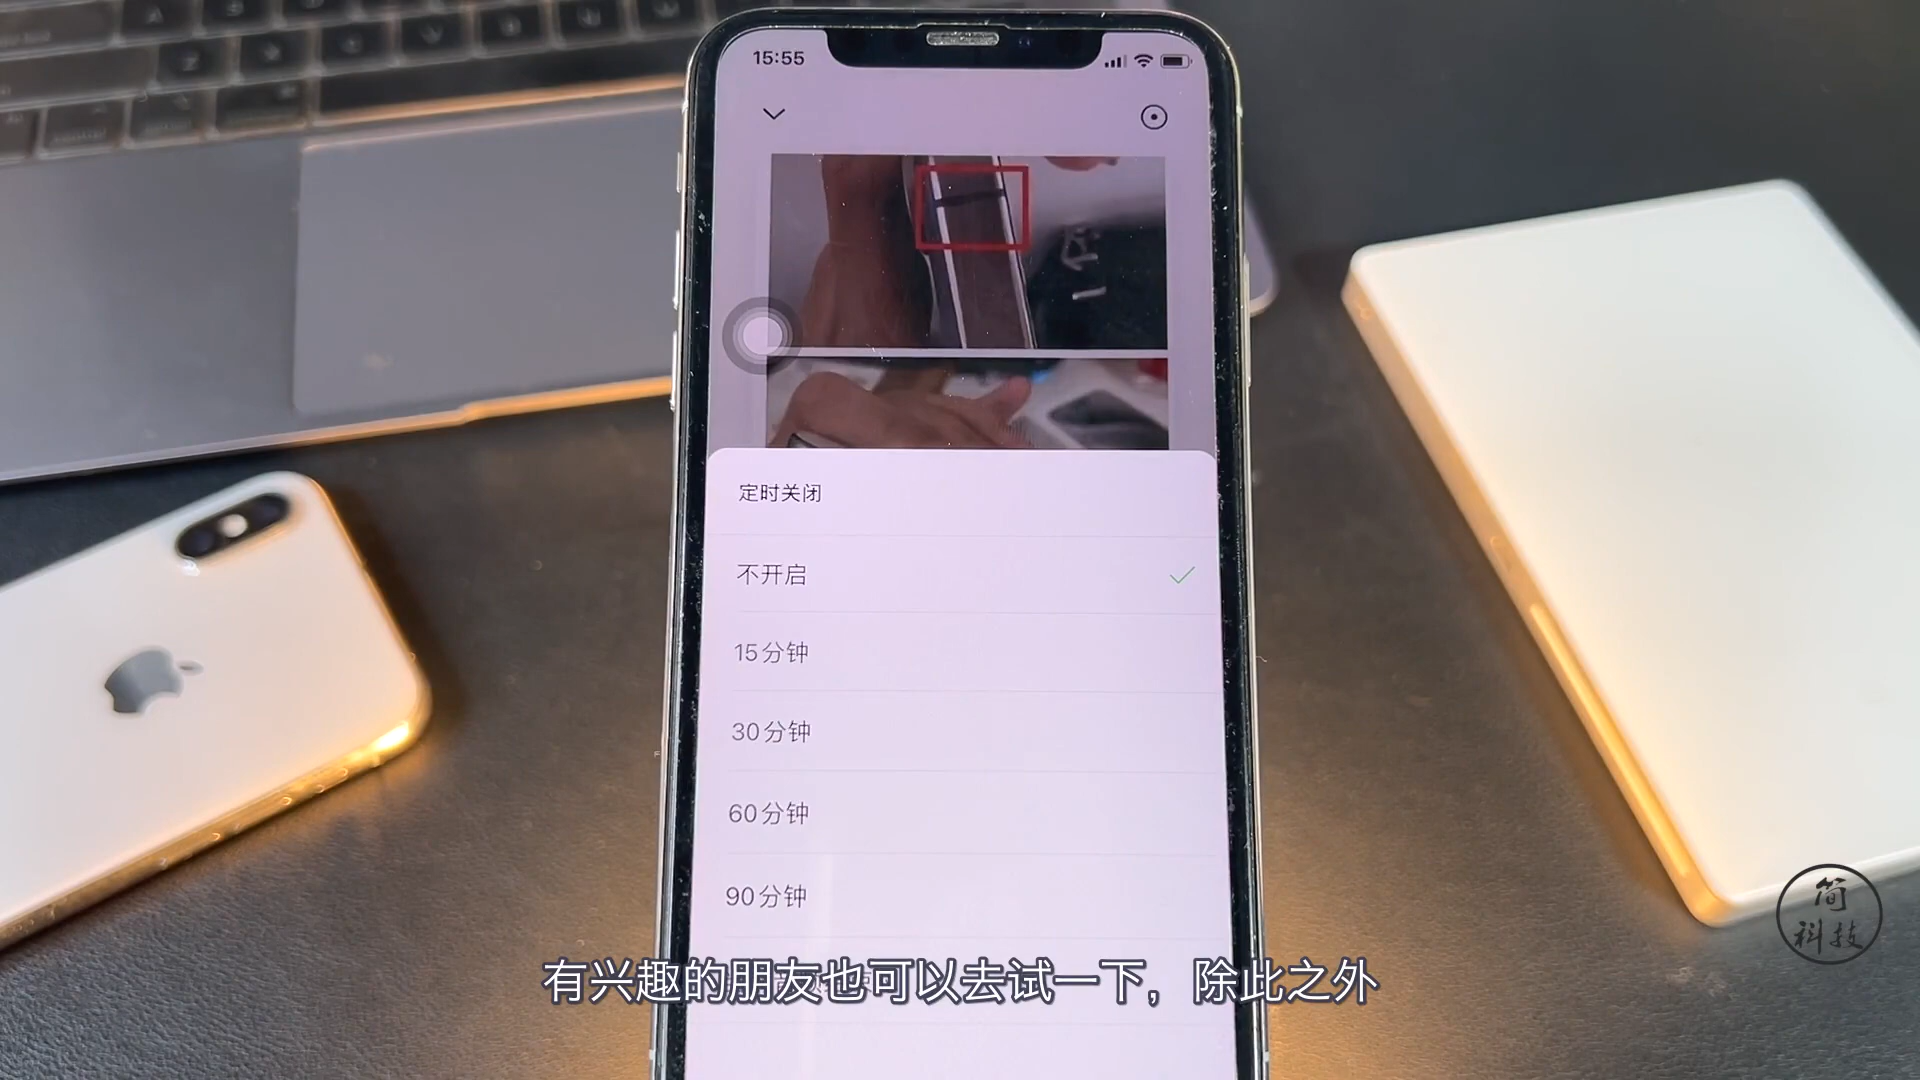 15:55
1个
定时关闭
不开启
15分钟
30分钟
60分钟
90分钟
有兴趣的朋友也可以去试一下，除此之外
简
科技